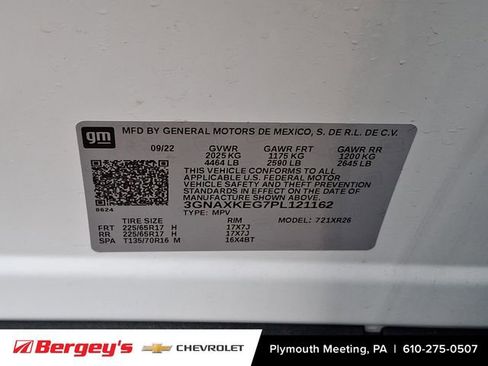 gm
MFD BY GENERAL MOTORS DE MEXICO, S. DE R.L. DE C.V.
09/22 GVWR GAWR FRT GAWR RR
2025 KG 1175 KG 1200 KG
4464 LB 2590 LB 2645 LB
THIS VEHICLE CONFORMS TO ALL
APPLICABLE U.S. FEDERAL MOTOR
VEHICLE SAFETY AND THEFT PREVENTION
STANDARDS IN EFFECT ON THE DATE OF
MANUFACTURE SHOWN ABOVE.
3GNAXKEG7PL121162
0624 TYPE: MPV MODEL: 721XR26
TIRE SIZE RIM
FRT 225/65R17 H 17X7J
RR 225/65R17 H 17X7J
SPA T135/70R16 M 16X4BT
Bergey's CHEVROLET Plymouth Meeting, PA | 610-275-0507